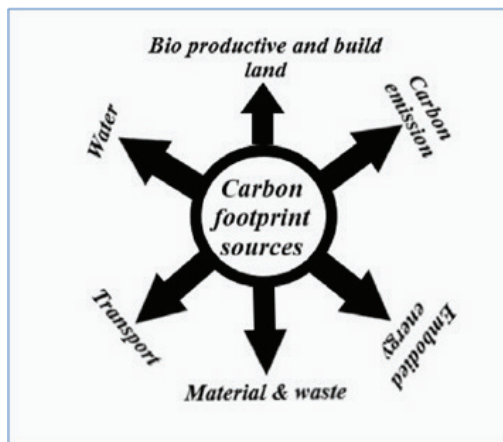 Bio productive and build
land
Carbon
emission
Water
Carbon
footprint
sources
Transport
Embodied
energy
Material & waste